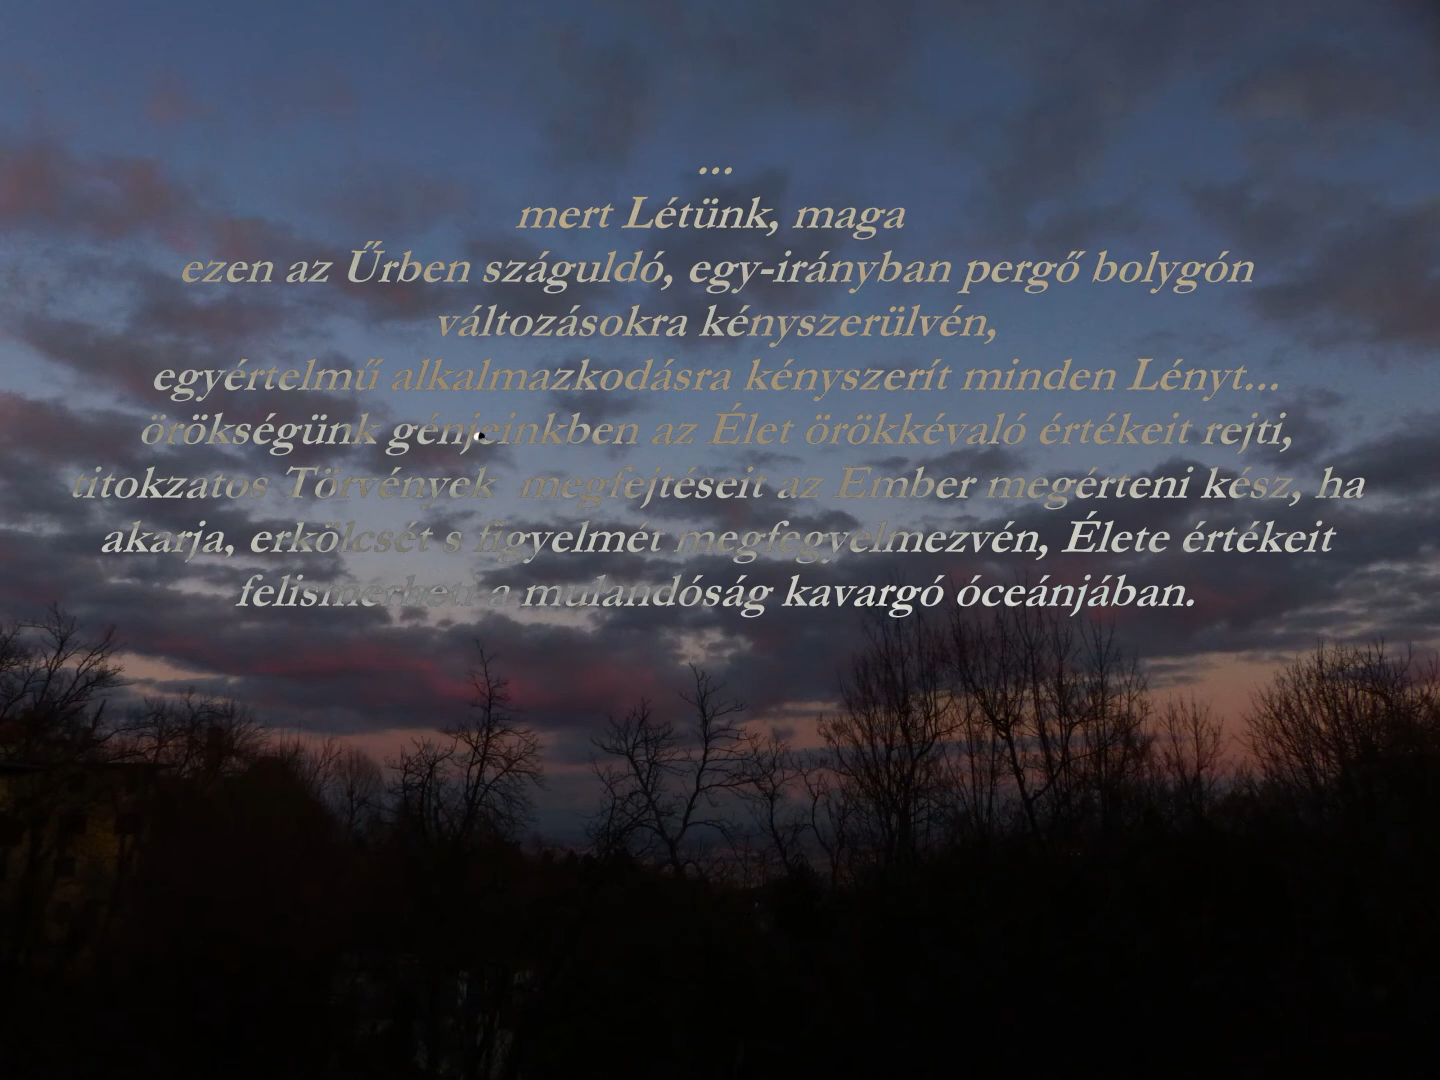 ...
mert Létünk, maga
ezen az Űrben száguldó, egy-irányban pergő bolygón
változásokra kényszerülvén,
egyértelmű alkalmazkodásra kényszerít minden Lényt...
örökségünk génjeinkben az Élet örökkévaló értékeit rejti,
titokzatos Törvények megfejtéseit az Ember megérteni kész, ha
akarja, erkölcsét s figyelmét megfegyelmezvén, Élete értékeit
felismerheti a mulandóság kavargó óceánjában.